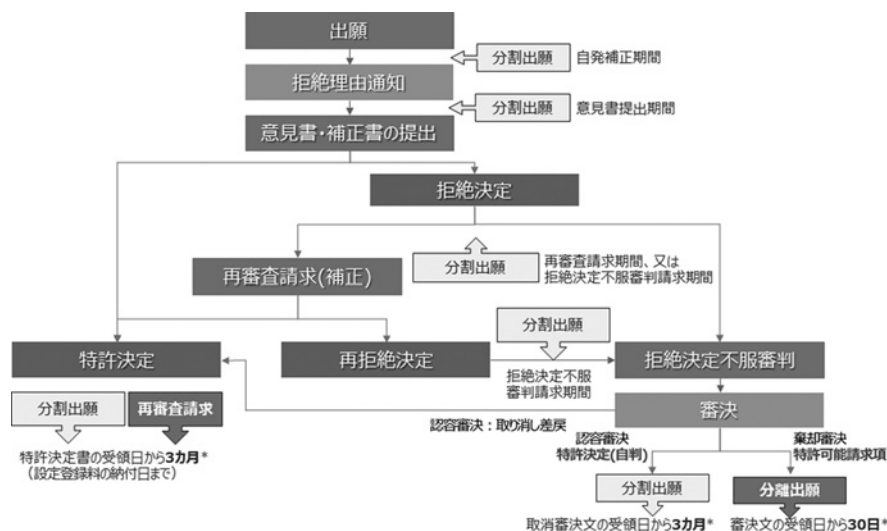 出願
分割出願
自発補正期間
拒絶理由通知
分割出願
意見書提出期間
意見書・補正書の提出
拒絶決定
再審査請求(補正)
分割出願
再審査請求期間、又は
拒絶決定不服審判請求期間
分割出願
特許決定
再拒絶決定
拒絶決定不服審判
拒絶決定不服
審判請求期間
分割出願
再審査請求
審決
認容審決:取り消し差戻
特許決定書の受領日から3カ月*
(設定登録料の納付日まで)
認容審決
特許決定(自判)
棄却審決
特許可能請求項
分割出願
分離出願
取消審決文の受領日から3カ月*
審決文の受領日から30日*